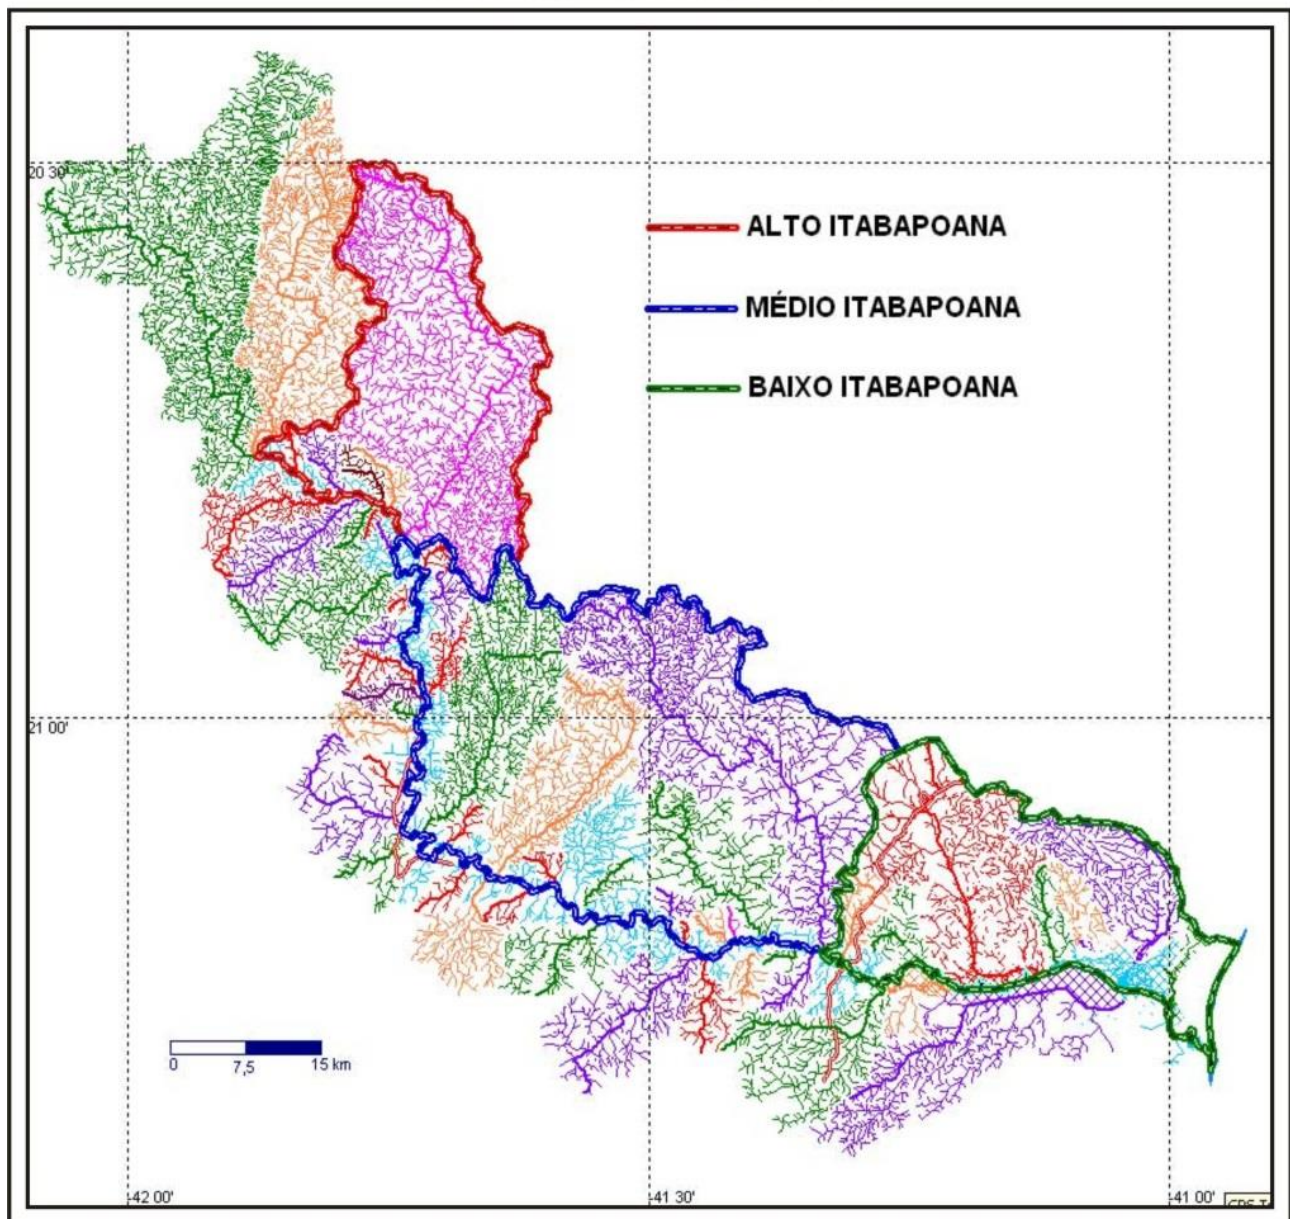 20 30'
ALTO ITABAPOANA
MÉDIO ITABAPOANA
BAIXO ITABAPOANA
21 00'
0 7,5 15 km
-42 00' -41 30' -41 00'